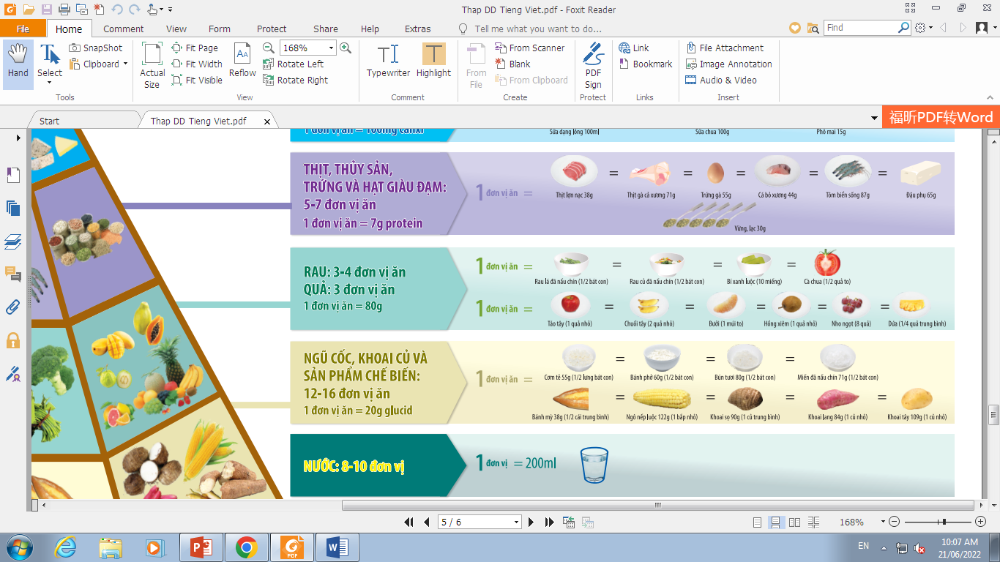 Thap DD Tieng Viet.pdf - Foxit Reader
File Home Comment View Form Protect Share Help Extras Tell me what you want to do... Find
Hand
Select
SnapShot
Clipboard
Tools
Actual Size
Fit Page
Fit Width
Fit Visible
Reflow
168%
Rotate Left
Rotate Right
View
Typewriter
Highlight
Comment
From File
From Scanner
Blank
From Clipboard
Create
PDF Sign
Protect
Link
Bookmark
Links
File Attachment
Image Annotation
Audio & Video
Insert
Start
Thap DD Tieng Viet.pdf
福昕PDF转Word
1 đơn vị ăn = 100mg canxi
Sữa dạng lỏng 100ml Sữa chua 100g Phô mai 15g
THỊT, THỦY SẢN,
TRỨNG VÀ HẠT GIÀU ĐẠM:
5-7 đơn vị ăn
1 đơn vị ăn = 7g protein
1 đơn vị ăn = = = = = =
Thịt lợn nạc 38g Thịt gà cả xương 71g Trứng gà 55g Cá bỏ xương 44g Tôm biển sống 87g Đậu phụ 65g
Vừng, lạc 30g
RAU: 3-4 đơn vị ăn
QUẢ: 3 đơn vị ăn
1 đơn vị ăn = 80g
1 đơn vị ăn = = = =
Rau lá đã nấu chín (1/2 bát con) Rau củ đã nấu chín (1/2 bát con) Bí xanh luộc (10 miếng) Cà chua (1/2 quả to)
1 đơn vị ăn = = = = = =
Táo tây (1 quả nhỏ) Chuối tây (2 quả nhỏ) Bưởi (1 múi to) Hồng xiêm (1 quả nhỏ) Nho ngọt (8 quả) Dứa (1/4 quả trung bình)
NGŨ CỐC, KHOAI CỦ VÀ
SẢN PHẨM CHẾ BIẾN:
12-16 đơn vị ăn
1 đơn vị ăn = 20g glucid
1 đơn vị ăn = = = =
Cơm tẻ 55g (1/2 lưng bát con) Bánh phở 60g (1/2 bát con) Bún tươi 80g (1/2 bát con) Miến đã nấu chín 71g (1/2 bát con)
= = = =
Bánh mỳ 38g (1/2 cái trung bình) Ngô nếp luộc 122g (1 bắp nhỏ) Khoai sọ 90g (1 củ trung bình) Khoai lang 84g (1 củ nhỏ) Khoai tây 109g (1 củ nhỏ)
NƯỚC: 8-10 đơn vị
1 đơn vị = 200ml
5 / 6
168%
PDF
EN
10:07 AM
21/06/2022